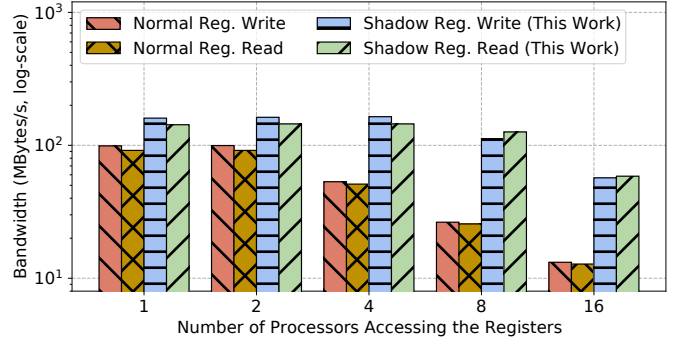 Bandwidth (MBytes/s, log-scale)
10³
10²
10¹
Normal Reg. Write
Normal Reg. Read
Shadow Reg. Write (This Work)
Shadow Reg. Read (This Work)
1 2 4 8 16
Number of Processors Accessing the Registers